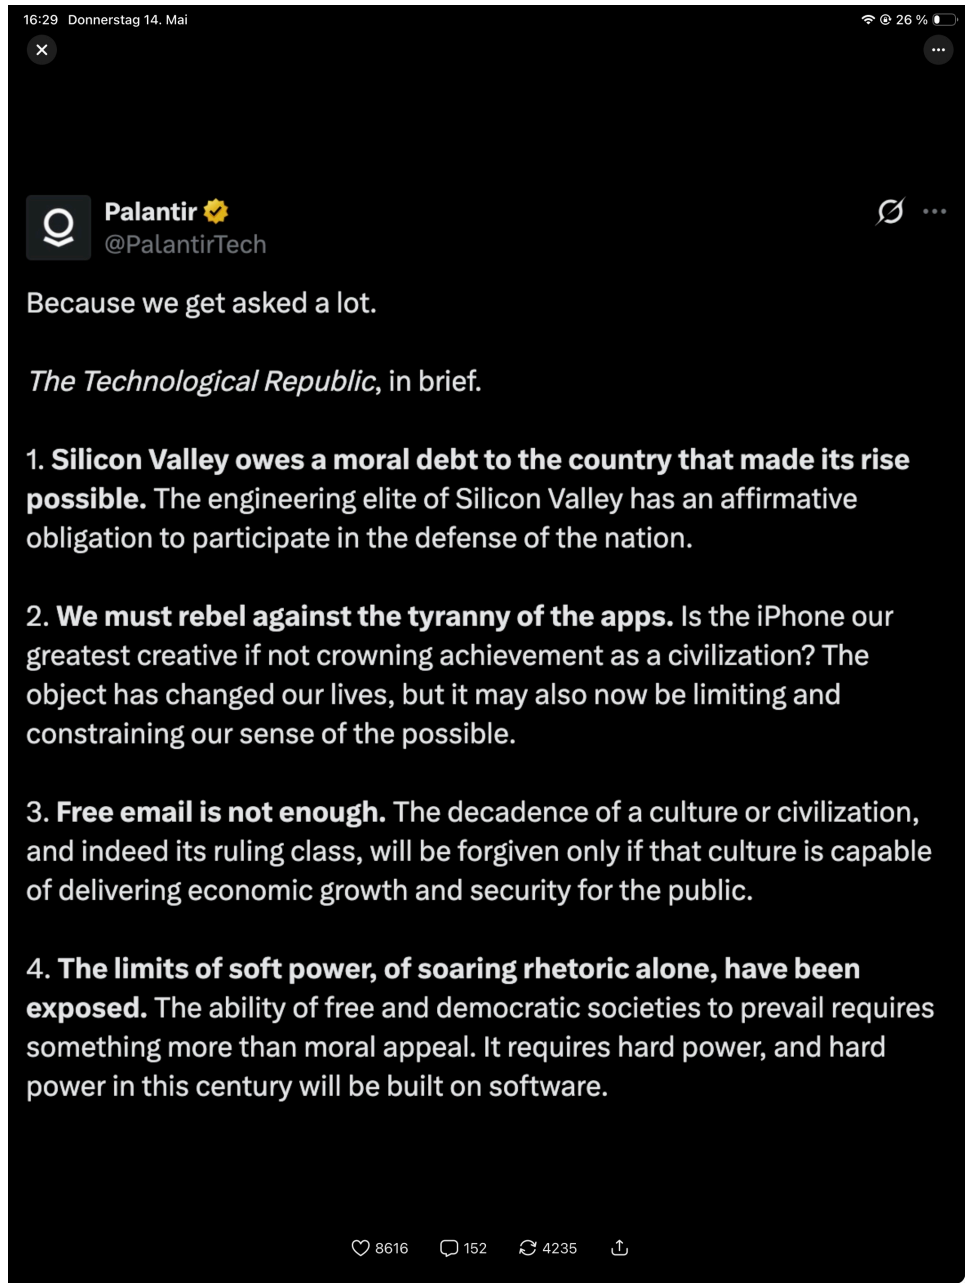 16:29 Donnerstag 14. Mai
26 %
Palantir
@PalantirTech
Because we get asked a lot.
The Technological Republic, in brief.
1. Silicon Valley owes a moral debt to the country that made its rise
possible. The engineering elite of Silicon Valley has an affirmative
obligation to participate in the defense of the nation.
2. We must rebel against the tyranny of the apps. Is the iPhone our
greatest creative if not crowning achievement as a civilization? The
object has changed our lives, but it may also now be limiting and
constraining our sense of the possible.
3. Free email is not enough. The decadence of a culture or civilization,
and indeed its ruling class, will be forgiven only if that culture is capable
of delivering economic growth and security for the public.
4. The limits of soft power, of soaring rhetoric alone, have been
exposed. The ability of free and democratic societies to prevail requires
something more than moral appeal. It requires hard power, and hard
power in this century will be built on software.
8616 152 4235